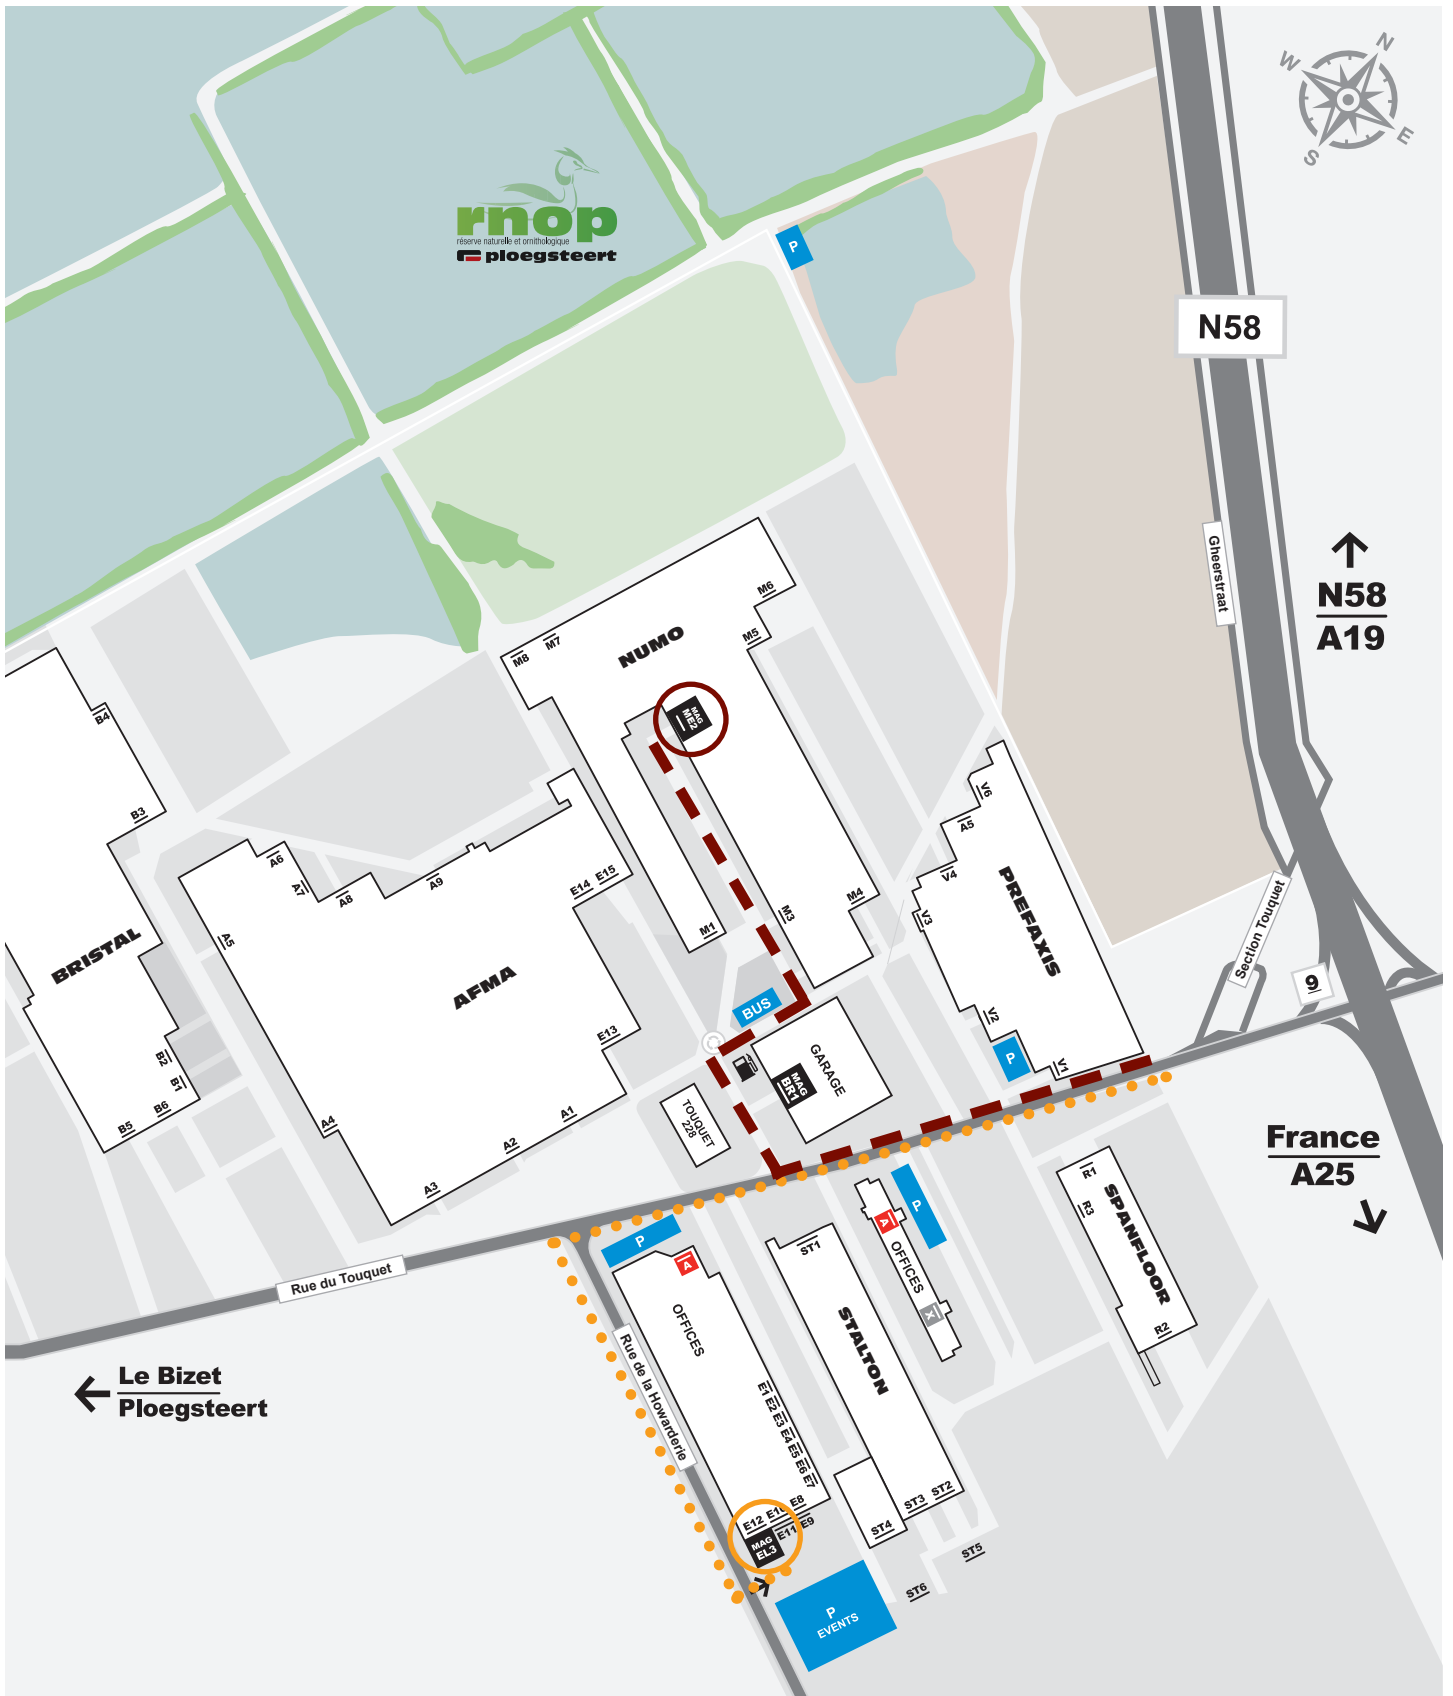 N
W
E
S
rnop
réserve naturelle et ornithologique
ploegsteert
P
N58
Gheerstraat
N58
A19
M6
M5
M7
M8
NUMO
MAG
ME2
B4
B3
V6
A5
V4
V3
PREFAXIS
A6
A7
A8
A9
E14
E15
M4
M3
M1
A5
BRISTAL
AFMA
Section Touquet
9
BUS
V2
P
V1
E13
GARAGE
MAG
BR1
B2
B1
B6
B5
A4
A1
A2
A3
TOUQUET
228
France
A25
R1
R3
SPANFLOOR
R2
P
A
OFFICES
X
P
A
OFFICES
ST1
STALTON
Rue du Touquet
Rue de la Howarderie
Le Bizet
Ploegsteert
E1
E2
E3
E4
E5
E6
E7
E8
E9
E10
E11
E12
MAG
EL3
ST2
ST3
ST4
ST5
ST6
P
EVENTS